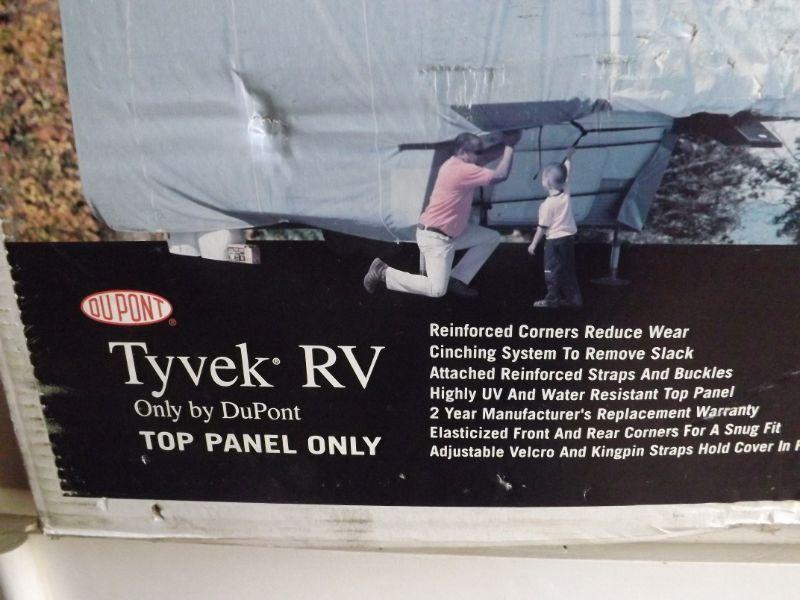 DU PONT
Tyvek® RV
Only by DuPont
TOP PANEL ONLY
Reinforced Corners Reduce Wear
Cinching System To Remove Slack
Attached Reinforced Straps And Buckles
Highly UV And Water Resistant Top Panel
2 Year Manufacturer's Replacement Warranty
Elasticized Front And Rear Corners For A Snug Fit
Adjustable Velcro And Kingpin Straps Hold Cover In